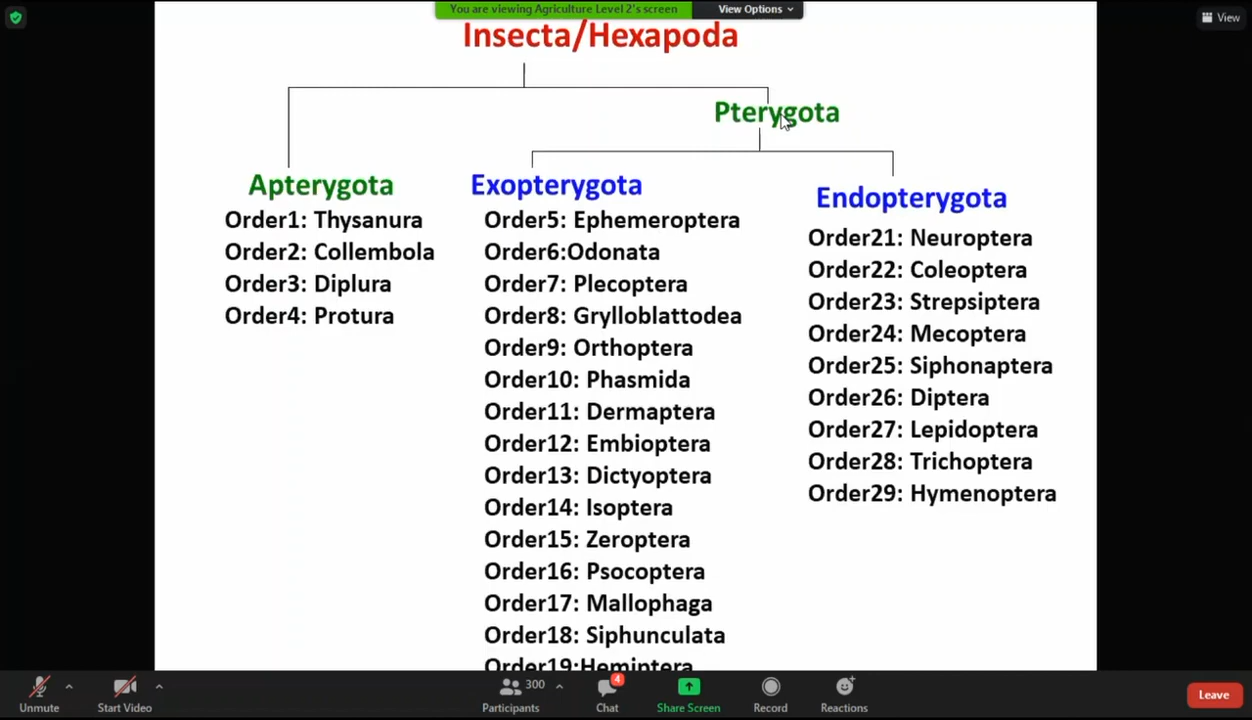 You are viewing Agriculture Level 2's screen
View Options
View
Insecta/Hexapoda
Pterygota
Apterygota
Order1: Thysanura
Order2: Collembola
Order3: Diplura
Order4: Protura
Exopterygota
Order5: Ephemeroptera
Order6:Odonata
Order7: Plecoptera
Order8: Grylloblattodea
Order9: Orthoptera
Order10: Phasmida
Order11: Dermaptera
Order12: Embioptera
Order13: Dictyoptera
Order14: Isoptera
Order15: Zeroptera
Order16: Psocoptera
Order17: Mallophaga
Order18: Siphunculata
Order19:Hemiptera
Endopterygota
Order21: Neuroptera
Order22: Coleoptera
Order23: Strepsiptera
Order24: Mecoptera
Order25: Siphonaptera
Order26: Diptera
Order27: Lepidoptera
Order28: Trichoptera
Order29: Hymenoptera
Unmute
Start Video
300
Participants
4
Chat
Share Screen
Record
Reactions
Leave